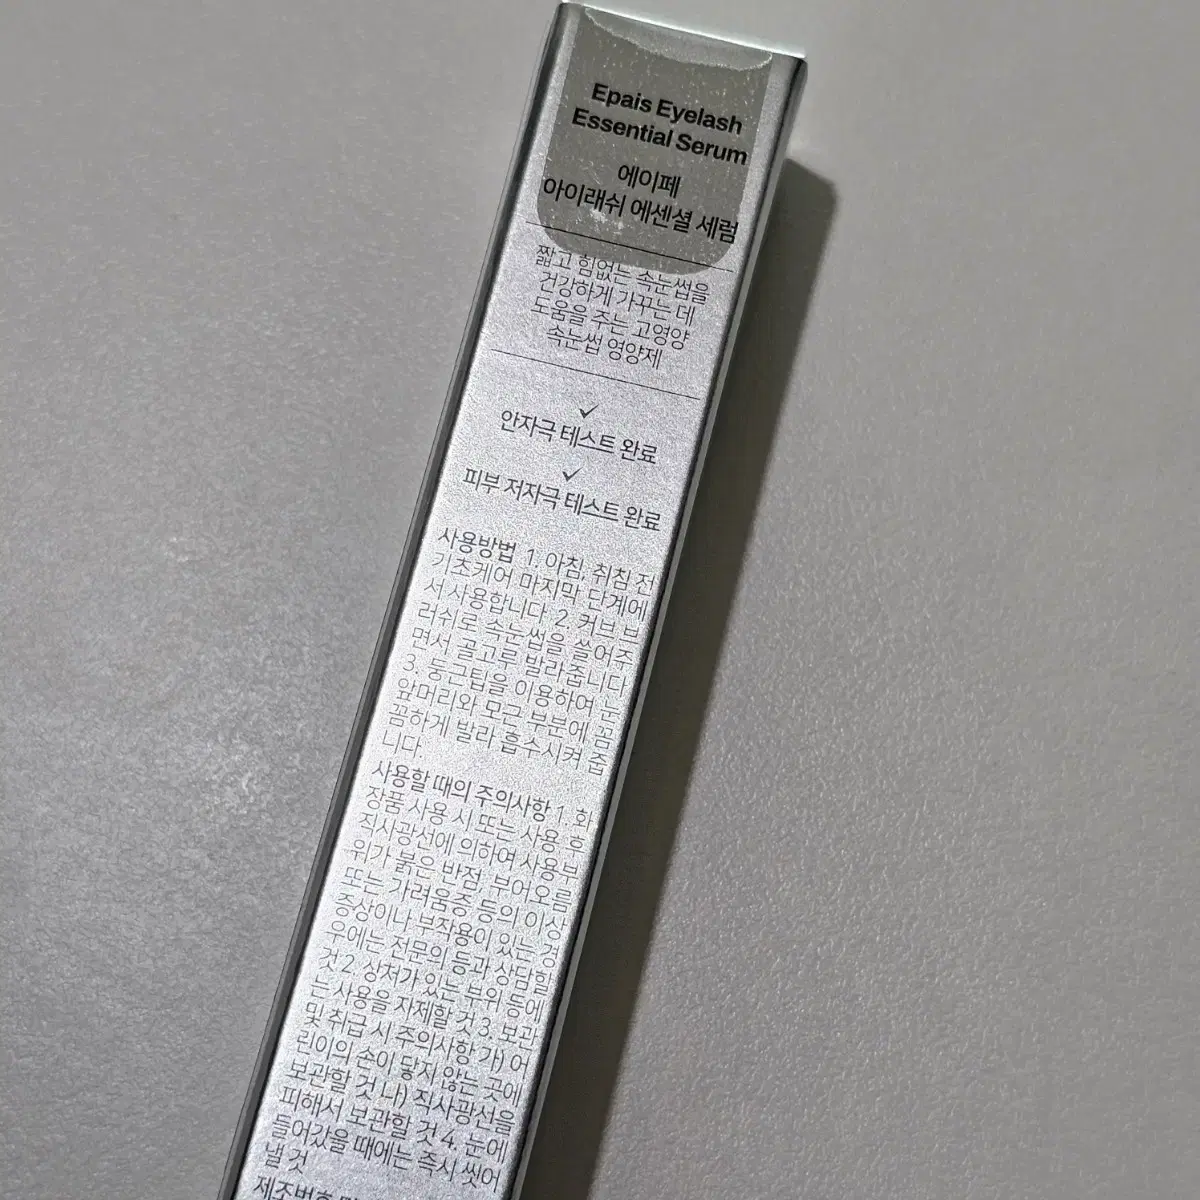 Epais Eyelash
Essential Serum
에이페
아이래쉬 에센셜 세럼
짧고 힘없는 속눈썹을
건강하게 가꾸는 데
도움을 주는 고영양
속눈썹 영양제
안자극 테스트 완료
피부 저자극 테스트 완료
사용방법 1. 아침, 취침 전
기초케어 마지막 단계에
서 사용합니다. 2. 커브 브
러쉬로 속눈썹을 쓸어주
면서 골고루 발라줍니다.
3. 둥근팁을 이용하여 눈
앞머리와 모근 부분에 꼼
꼼하게 발라 흡수시켜 줍
니다.
사용할 때의 주의사항 1. 화
장품 사용 시 또는 사용 후
직사광선에 의하여 사용부
위가 붉은 반점, 부어오름
또는 가려움증 등의 이상
증상이나 부작용이 있는 경
우에는 전문의 등과 상담할
것 2. 상처가 있는 부위 등에
는 사용을 자제할 것 3. 보관
및 취급 시 주의사항 가) 어
린이의 손이 닿지 않는 곳에
보관할 것 나) 직사광선을
피해서 보관할 것 4. 눈에
들어갔을 때에는 즉시 씻어
낼 것